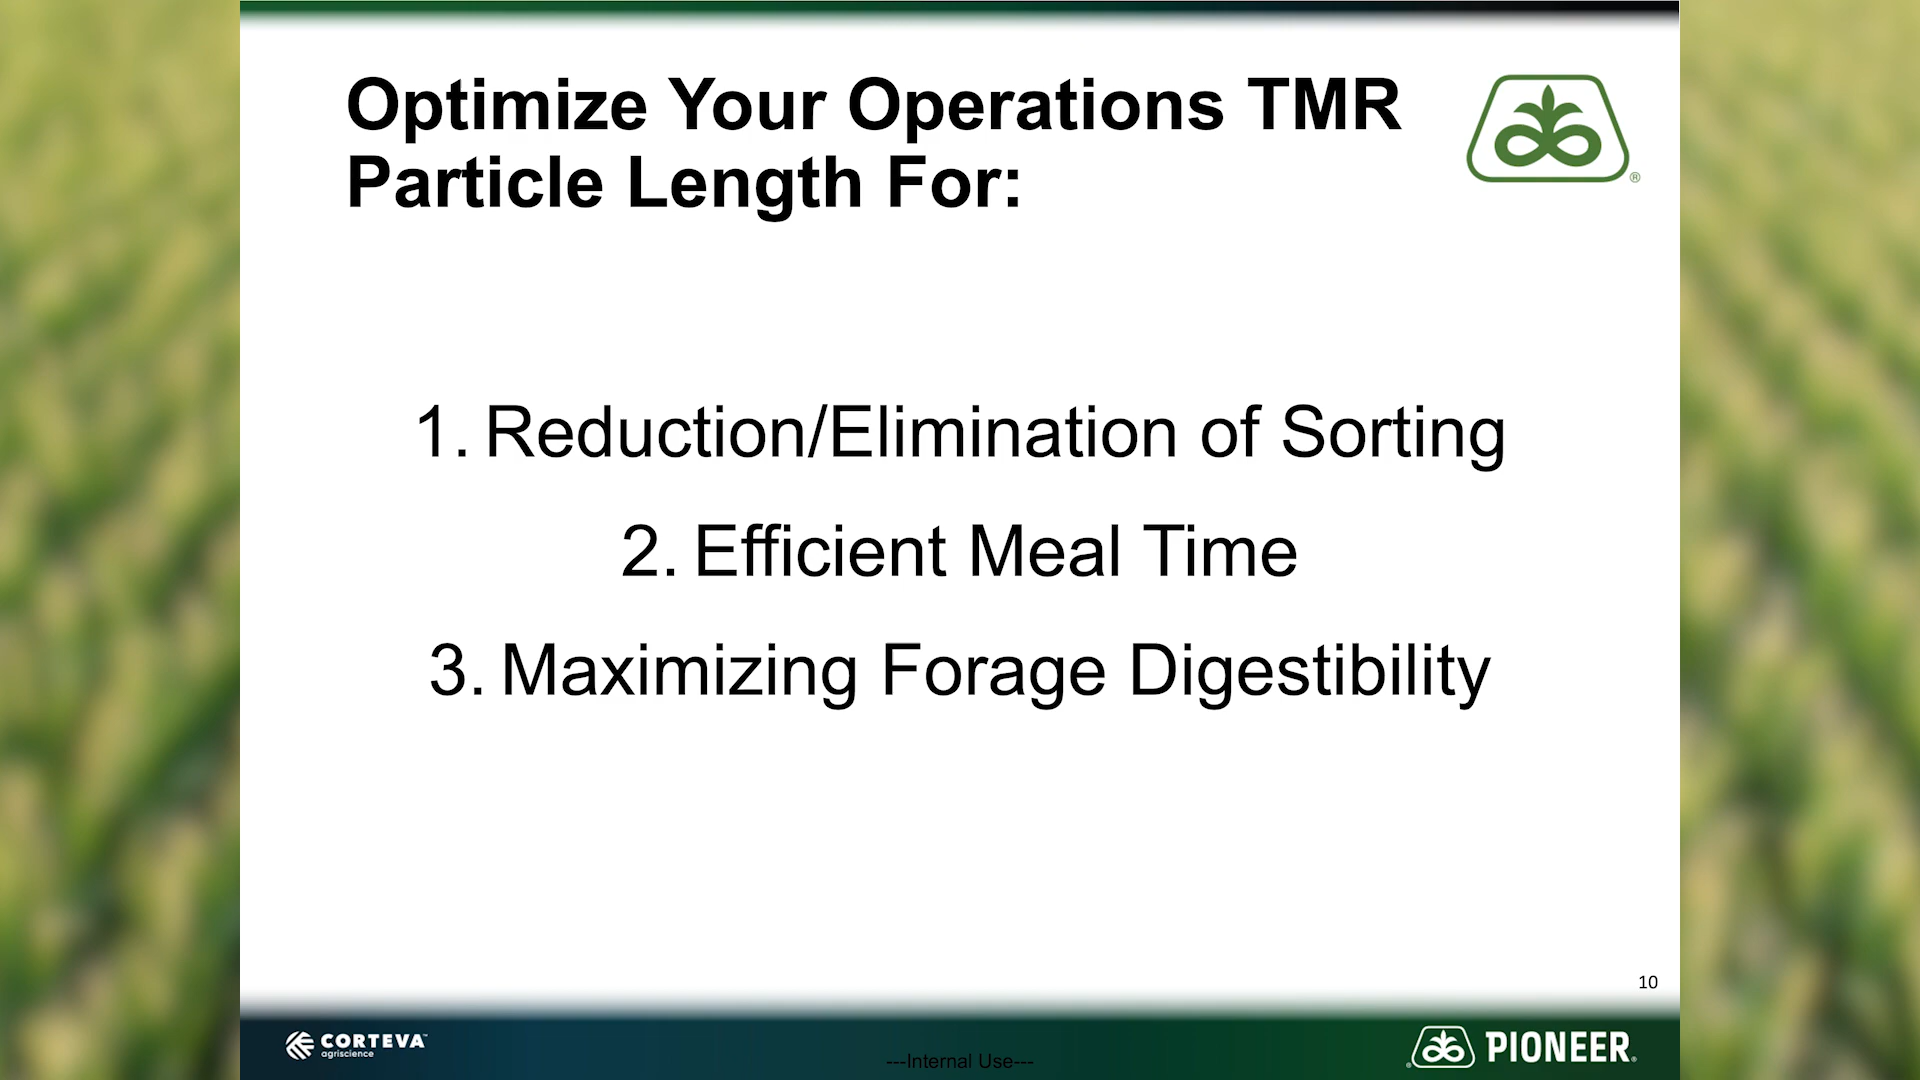 Optimize Your Operations TMR
Particle Length For:
®
1. Reduction/Elimination of Sorting
2. Efficient Meal Time
3. Maximizing Forage Digestibility
10
CORTEVA™
agriscience
---Internal Use---
® PIONEER®